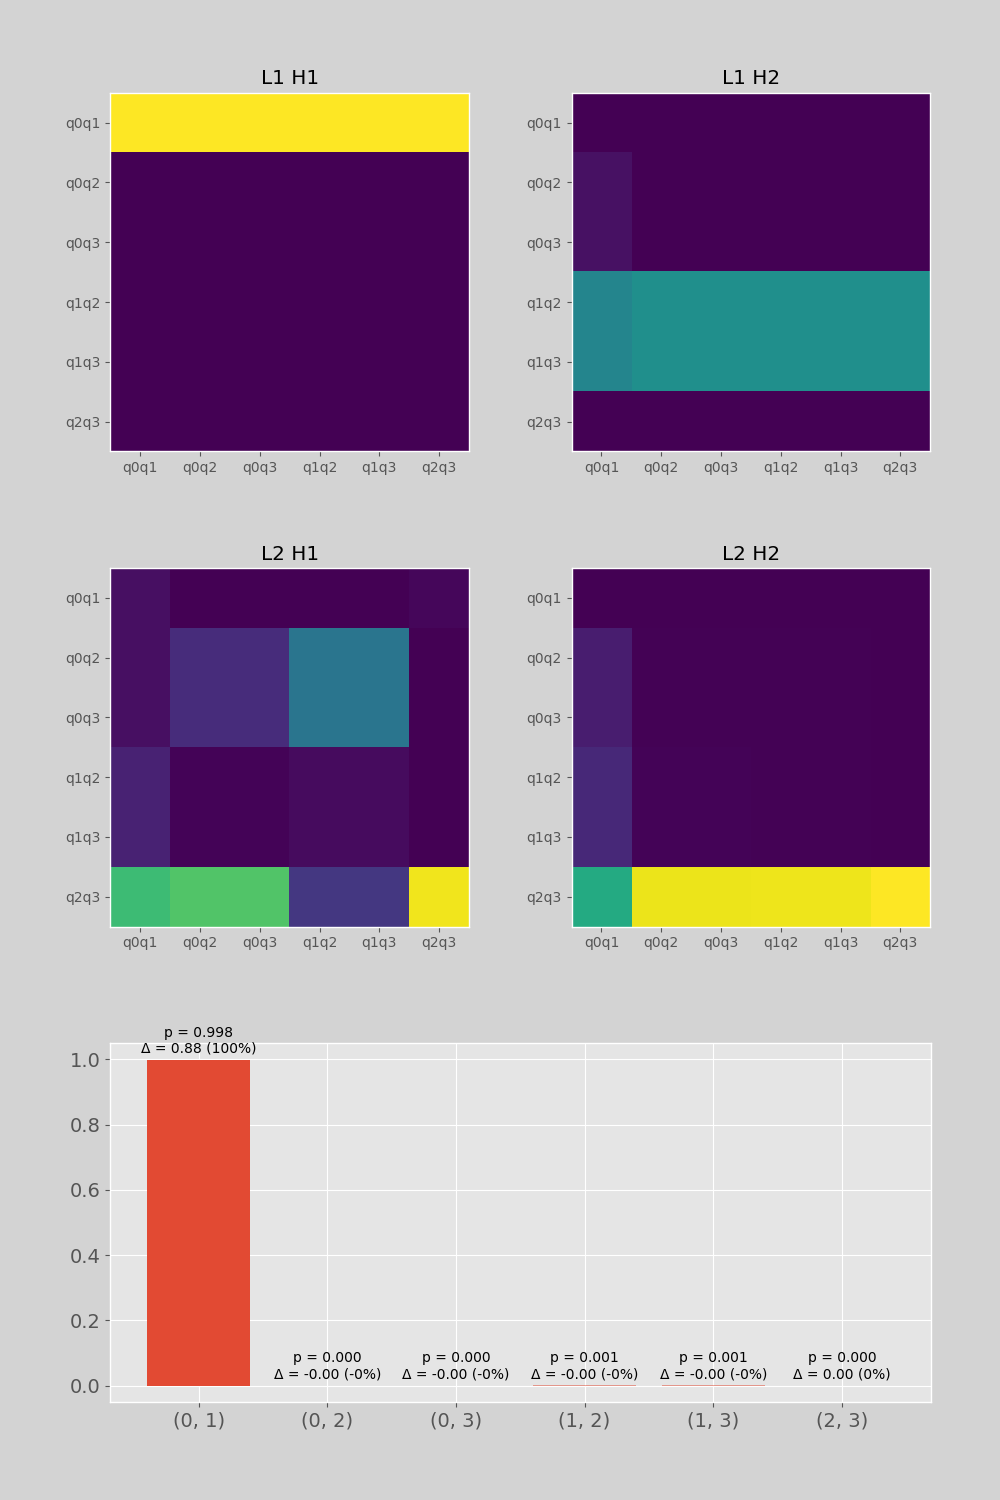 L1 H1
L1 H2
q0q1
q0q2
q0q3
q1q2
q1q3
q2q3
q0q1 q0q2 q0q3 q1q2 q1q3 q2q3
q0q1
q0q2
q0q3
q1q2
q1q3
q2q3
q0q1 q0q2 q0q3 q1q2 q1q3 q2q3
L2 H1
L2 H2
q0q1
q0q2
q0q3
q1q2
q1q3
q2q3
q0q1 q0q2 q0q3 q1q2 q1q3 q2q3
q0q1
q0q2
q0q3
q1q2
q1q3
q2q3
q0q1 q0q2 q0q3 q1q2 q1q3 q2q3
p = 0.998
Δ = 0.88 (100%)
p = 0.000
Δ = -0.00 (-0%)
p = 0.000
Δ = -0.00 (-0%)
p = 0.001
Δ = -0.00 (-0%)
p = 0.001
Δ = -0.00 (-0%)
p = 0.000
Δ = 0.00 (0%)
1.0
0.8
0.6
0.4
0.2
0.0
(0, 1) (0, 2) (0, 3) (1, 2) (1, 3) (2, 3)